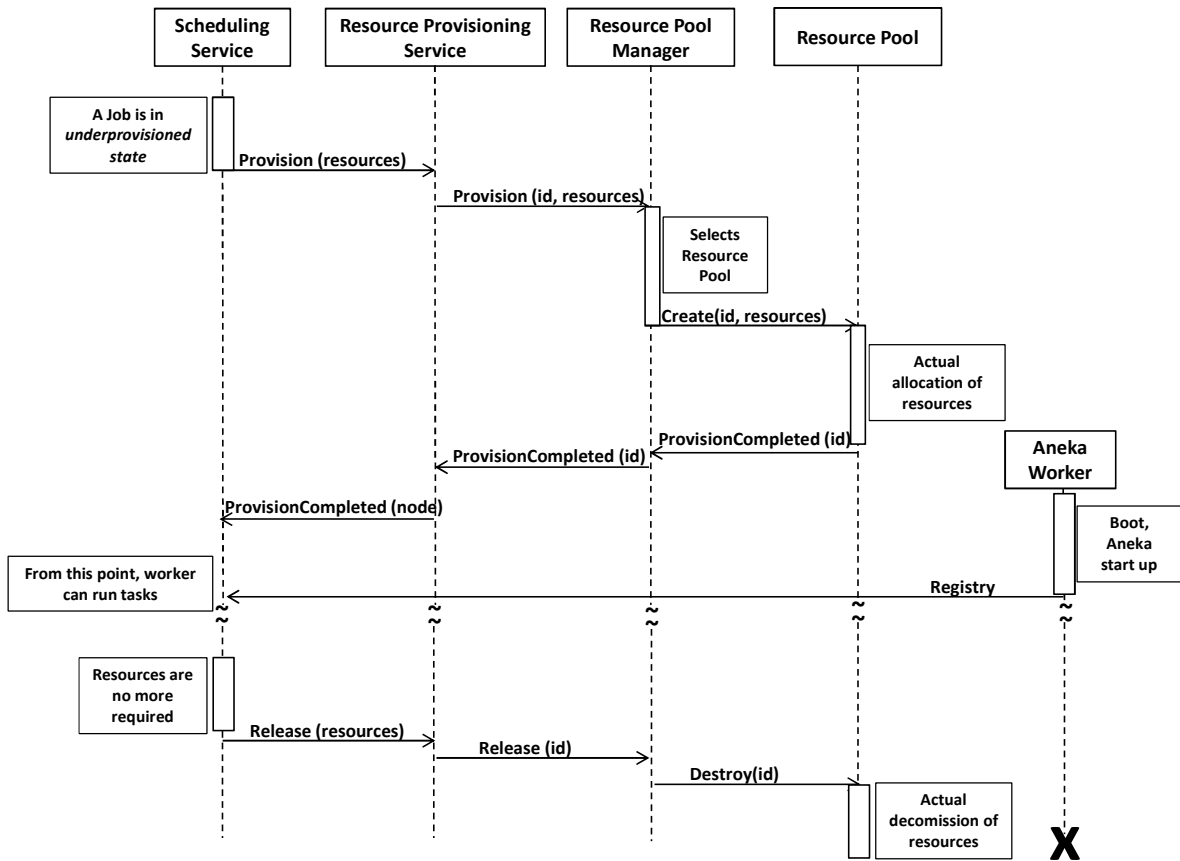 Scheduling
Service
Resource Provisioning
Service
Resource Pool
Manager
Resource Pool
A Job is in
underprovisioned
state
Provision (resources)
Provision (id, resources)
Selects
Resource
Pool
Create(id, resources)
Actual
allocation of
resources
ProvisionCompleted (id)
ProvisionCompleted (id)
Aneka
Worker
ProvisionCompleted (node)
Boot,
Aneka
start up
From this point, worker
can run tasks
Registry
Resources are
no more
required
Release (resources)
Release (id)
Destroy(id)
Actual
decomission of
resources
X